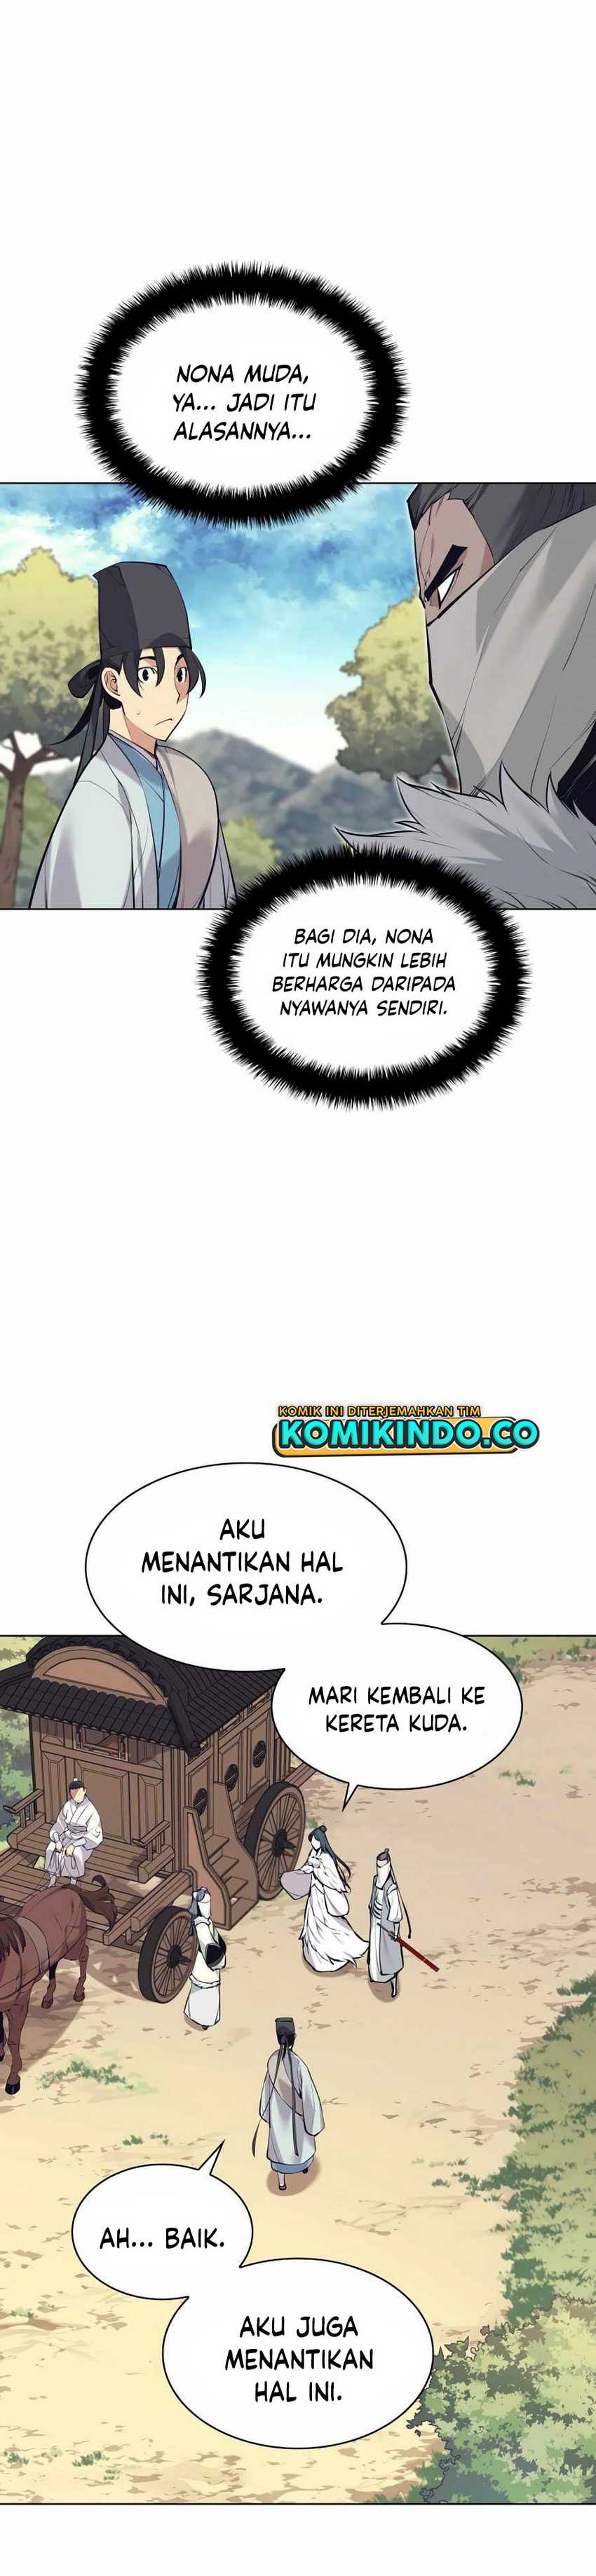 NONA MUDA,
YA... JADI ITU
ALASANNYA...
BAGI DIA, NONA
ITU MUNGKIN LEBIH
BERHARGA DARIPADA
NYAWANYA SENDIRI.
KOMIK INI DITERJEMAHKAN TIM
KOMIKINDO.CO
AKU
MENANTIKAN HAL
INI, SARJANA.
MARI KEMBALI KE
KERETA KUDA.
AH... BAIK.
AKU JUGA
MENANTIKAN
HAL INI.